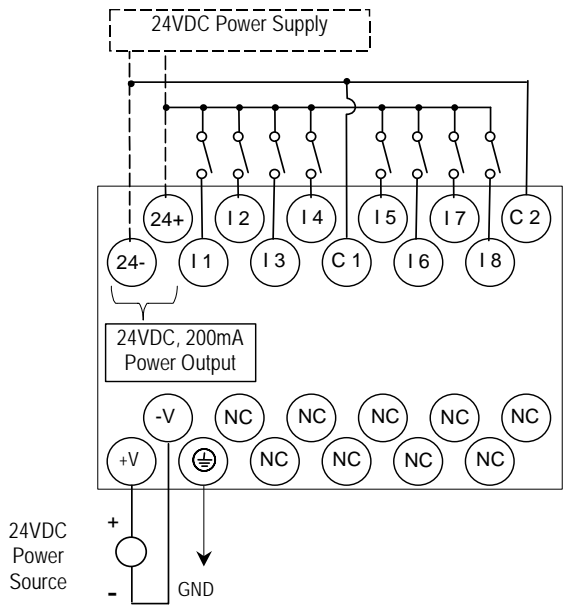 24VDC Power Supply
24+
I 2
I 4
I 5
I 7
C 2
24-
I 1
I 3
C 1
I 6
I 8
24VDC, 200mA
Power Output
-V
NC
NC
NC
NC
NC
+V
NC
NC
NC
NC
+
24VDC
Power
Source
-
GND